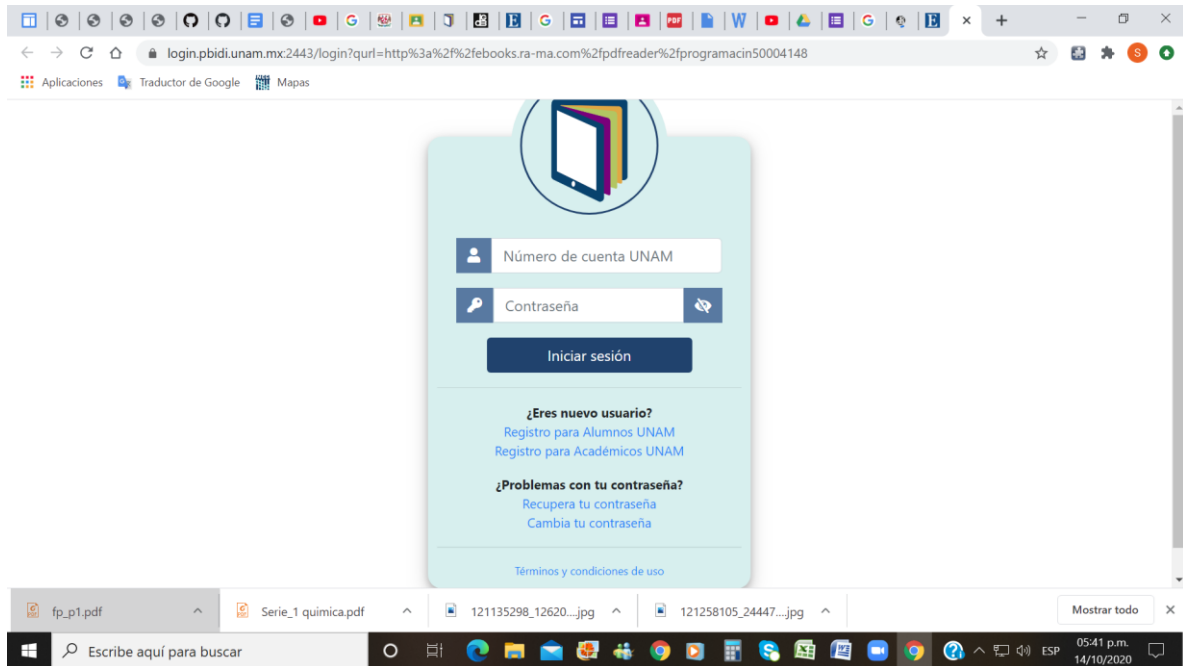 login.pbidi.unam.mx:2443/login?qurl=http%3a%2f%2febooks.ra-ma.com%2fpdfreader%2fprogramacin50004148
S
Aplicaciones
Traductor de Google
Mapas
Número de cuenta UNAM
Contraseña
Iniciar sesión
¿Eres nuevo usuario?
Registro para Alumnos UNAM
Registro para Académicos UNAM
¿Problemas con tu contraseña?
Recupera tu contraseña
Cambia tu contraseña
Términos y condiciones de uso
fp_p1.pdf
Serie_1 quimica.pdf
121135298_12620....jpg
121258105_24447....jpg
Mostrar todo
Escribe aquí para buscar
ESP
05:41 p.m.
14/10/2020